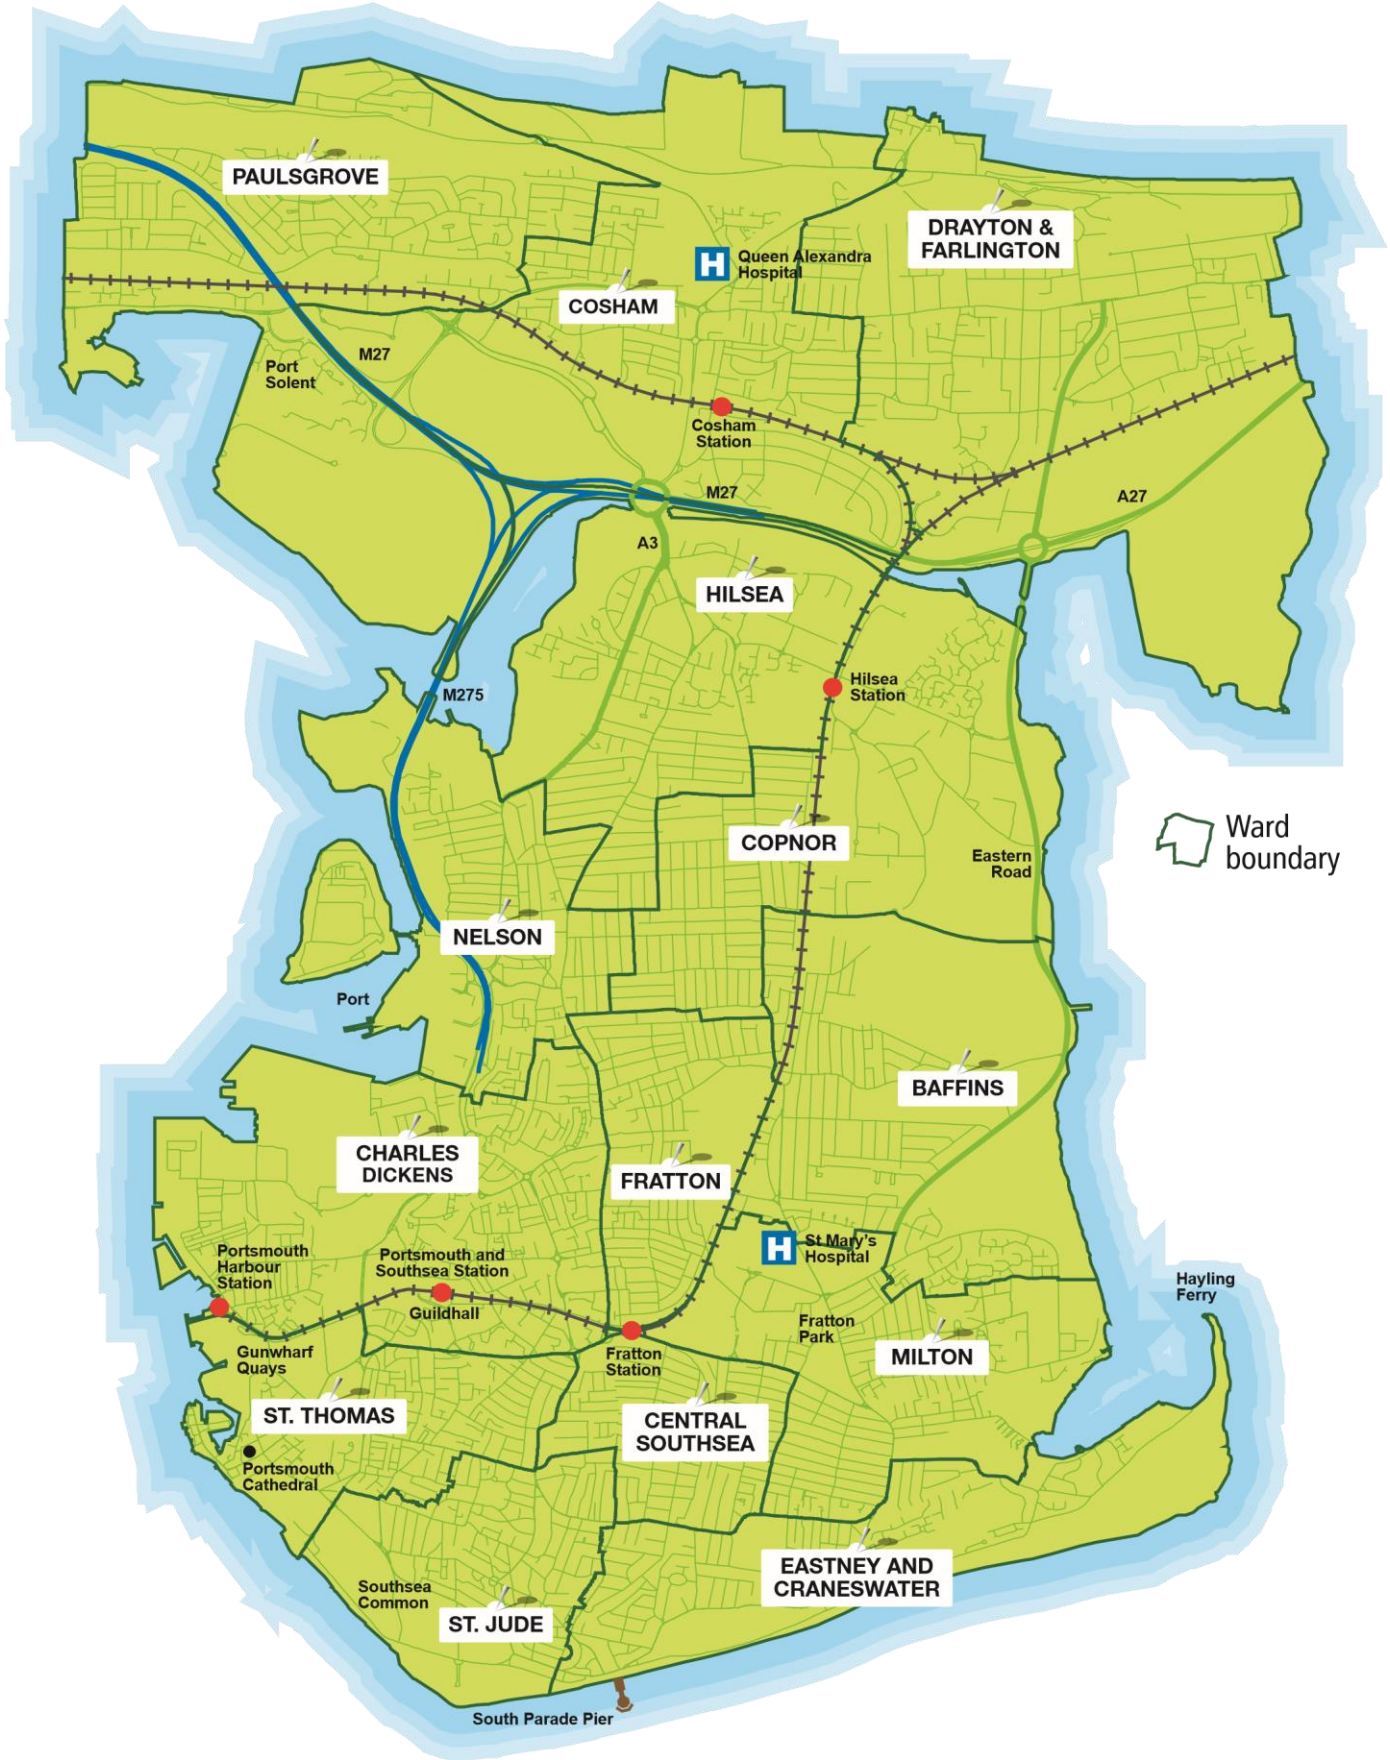 PAULSGROVE
DRAYTON &
FARLINGTON
H
Queen Alexandra
Hospital
COSHAM
M27
Port
Solent
Cosham
Station
M27
A27
A3
HILSEA
Hilsea
Station
M275
Ward
boundary
COPNOR
Eastern
Road
NELSON
Port
BAFFINS
CHARLES
DICKENS
FRATTON
H
St Mary's
Hospital
Portsmouth
Harbour
Station
Portsmouth and
Southsea Station
Guildhall
Hayling
Ferry
Fratton
Park
Gunwharf
Quays
Fratton
Station
MILTON
ST. THOMAS
CENTRAL
SOUTHSEA
Portsmouth
Cathedral
EASTNEY AND
CRANESWATER
Southsea
Common
ST. JUDE
South Parade Pier